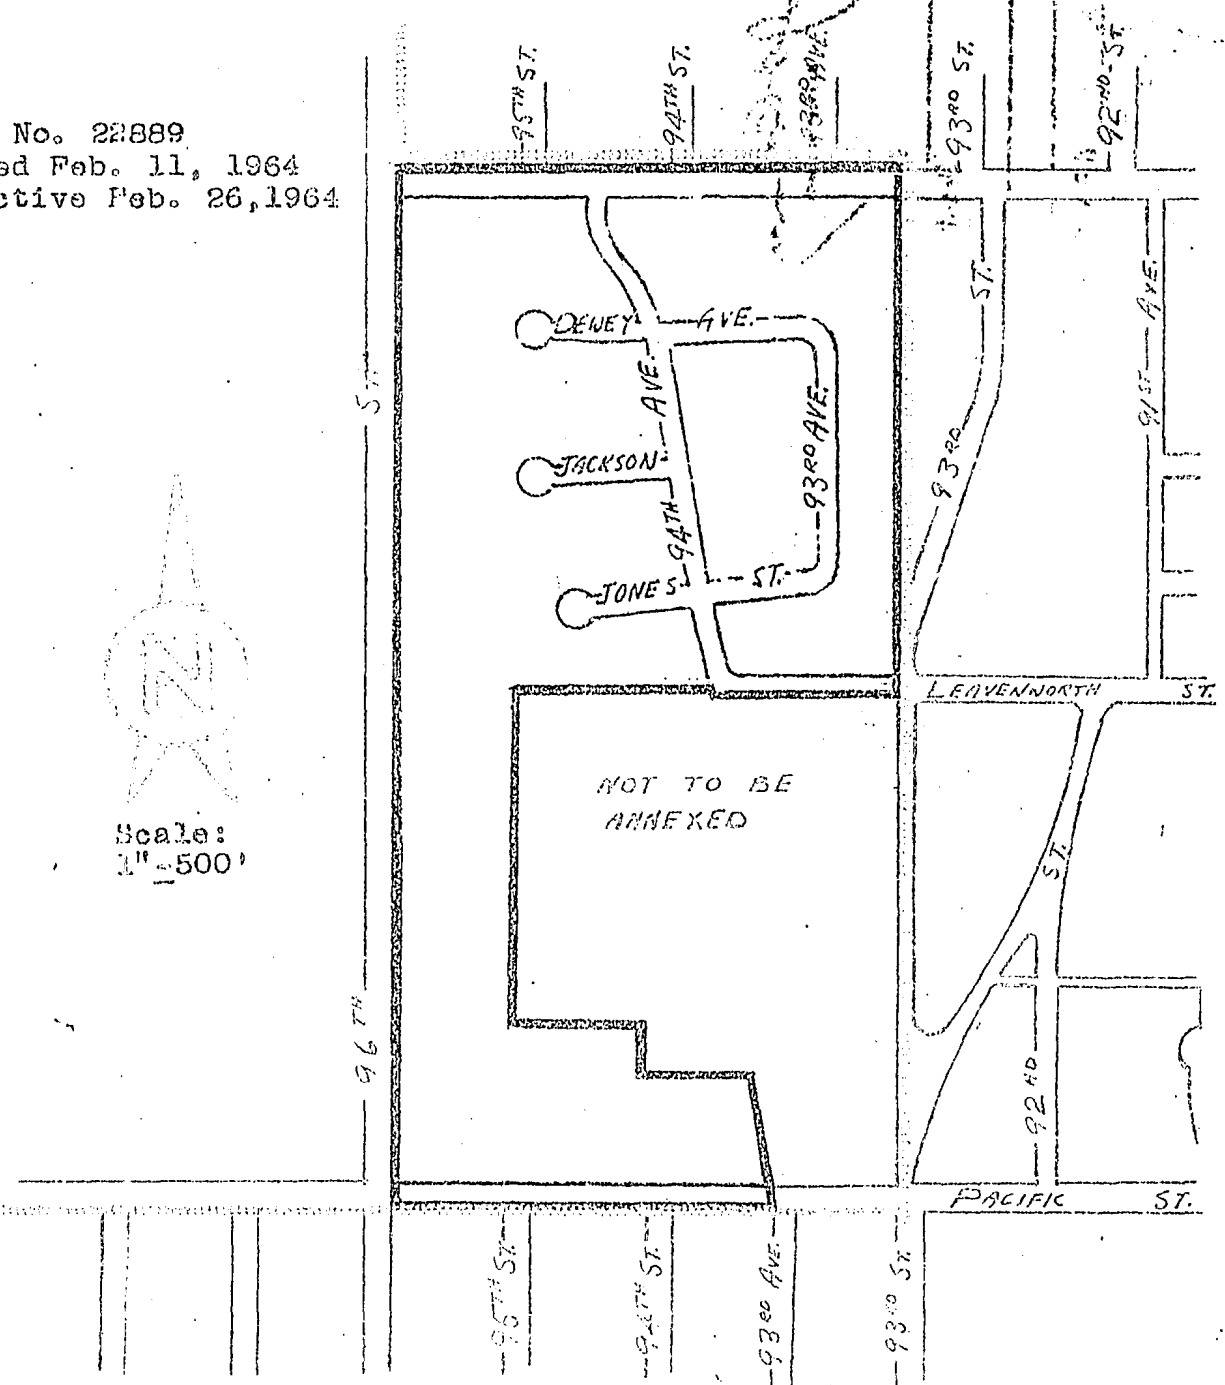 No. 22889
ed Feb. 11, 1964
ctive Feb. 26,1964
95TH ST.
94TH ST.
93RD AVE.
93RD ST.
92ND ST.
DEWEY AVE.
JACKSON
JONES ST.
94TH AVE.
93RD AVE.
93RD ST.
91ST AVE.
96TH ST.
N
Scale:
1"=500'
LEAVENWORTH ST.
NOT TO BE
ANNEXED
ST.
92ND
PACIFIC ST.
95TH ST.
94TH ST.
93RD AVE.
93RD ST.